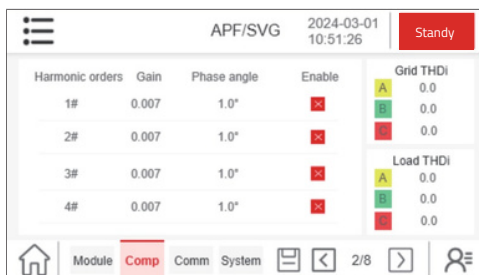 APF/SVG
2024-03-01
10:51:26
Standy
Harmonic orders Gain Phase angle Enable
1# 0.007 1.0°
2# 0.007 1.0°
3# 0.007 1.0°
4# 0.007 1.0°
Grid THDi
A 0.0
B 0.0
C 0.0
Load THDi
A 0.0
B 0.0
C 0.0
Module Comp Comm System 2/8